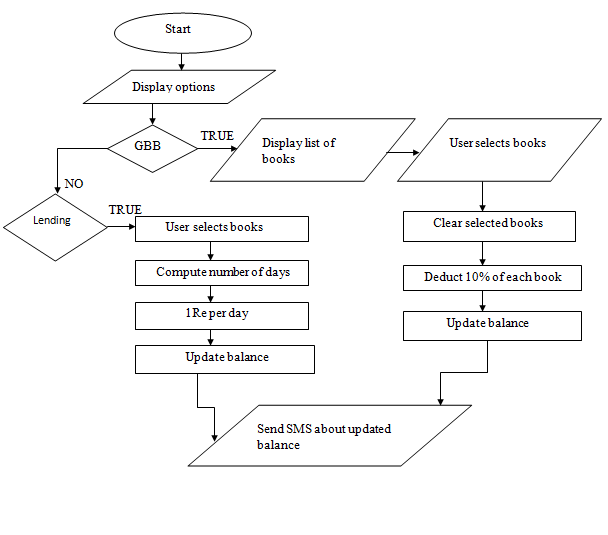 Start
Display options
GBB
TRUE
Display list of
books
User selects books
NO
Lending
TRUE
User selects books
Clear selected books
Compute number of days
Deduct 10% of each book
1Re per day
Update balance
Update balance
Send SMS about updated
balance